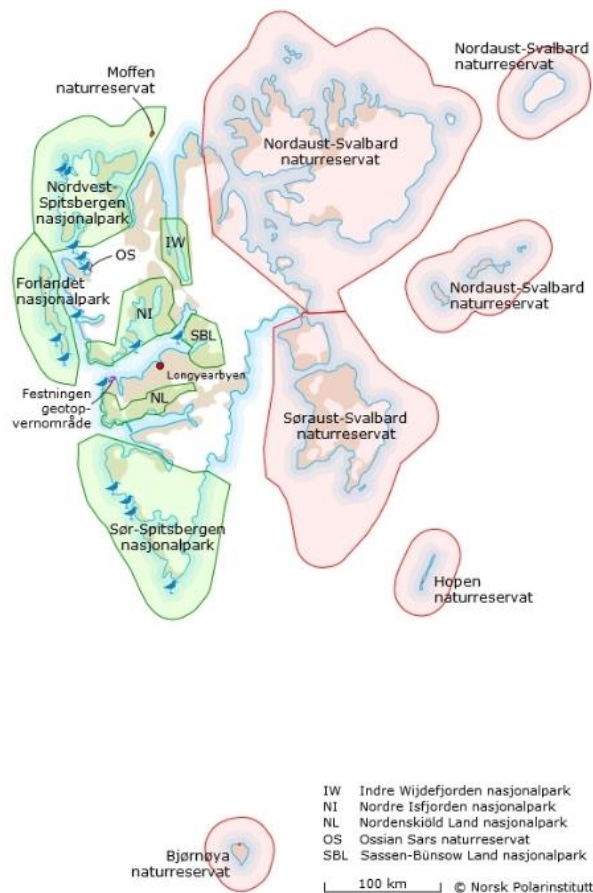 Moffen
naturreservat
Nordaust-Svalbard
naturreservat
Nordaust-Svalbard
naturreservat
Nordvest-
Spitsbergen
nasjonalpark
IW
OS
Forlandet
nasjonalpark
Nordaust-Svalbard
naturreservat
NI
SBL
Longyearbyen
Festningen
geotop-
vernområde
NL
Søraust-Svalbard
naturreservat
Sør-Spitsbergen
nasjonalpark
Hopen
naturreservat
IW Indre Wijdefjorden nasjonalpark
NI Nordre Isfjorden nasjonalpark
NL Nordenskiöld Land nasjonalpark
OS Ossian Sars naturreservat
SBL Sassen-Bünsow Land nasjonalpark
Bjørnøya
naturreservat
100 km © Norsk Polarinstitutt